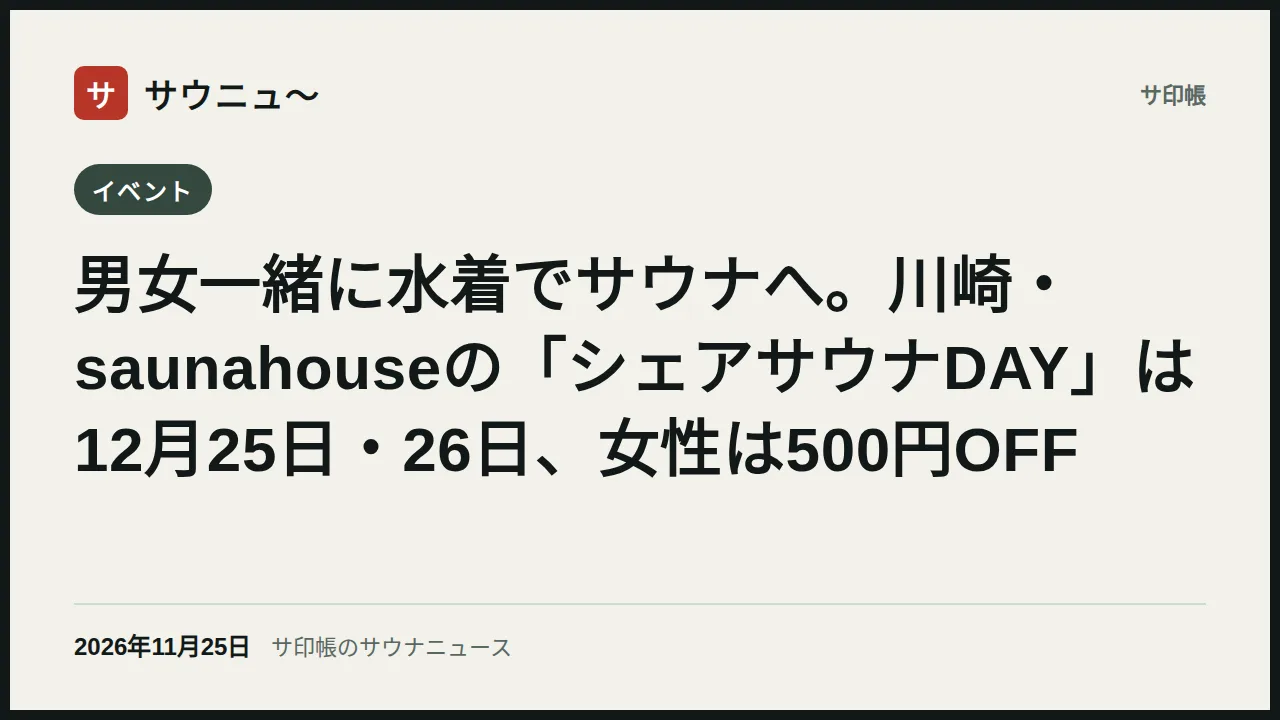 サ サウニュ〜 サ印帳
イベント
男女一緒に水着でサウナへ。川崎・
saunahouseの「シェアサウナDAY」は
12月25日・26日、女性は500円OFF
2026年11月25日 サ印帳のサウナニュース